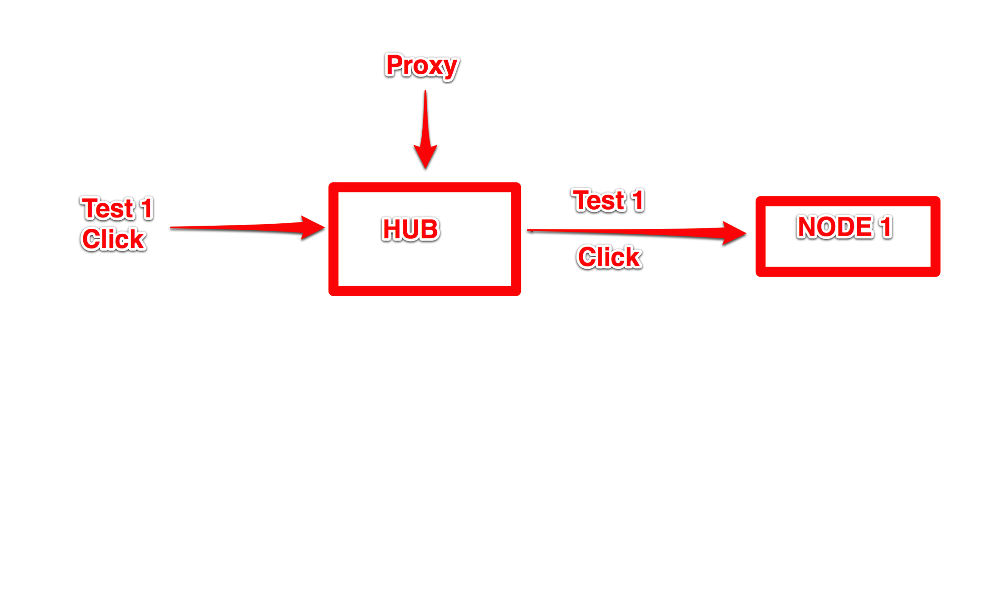 Proxy
Test 1
Click
HUB
Test 1
Click
NODE 1